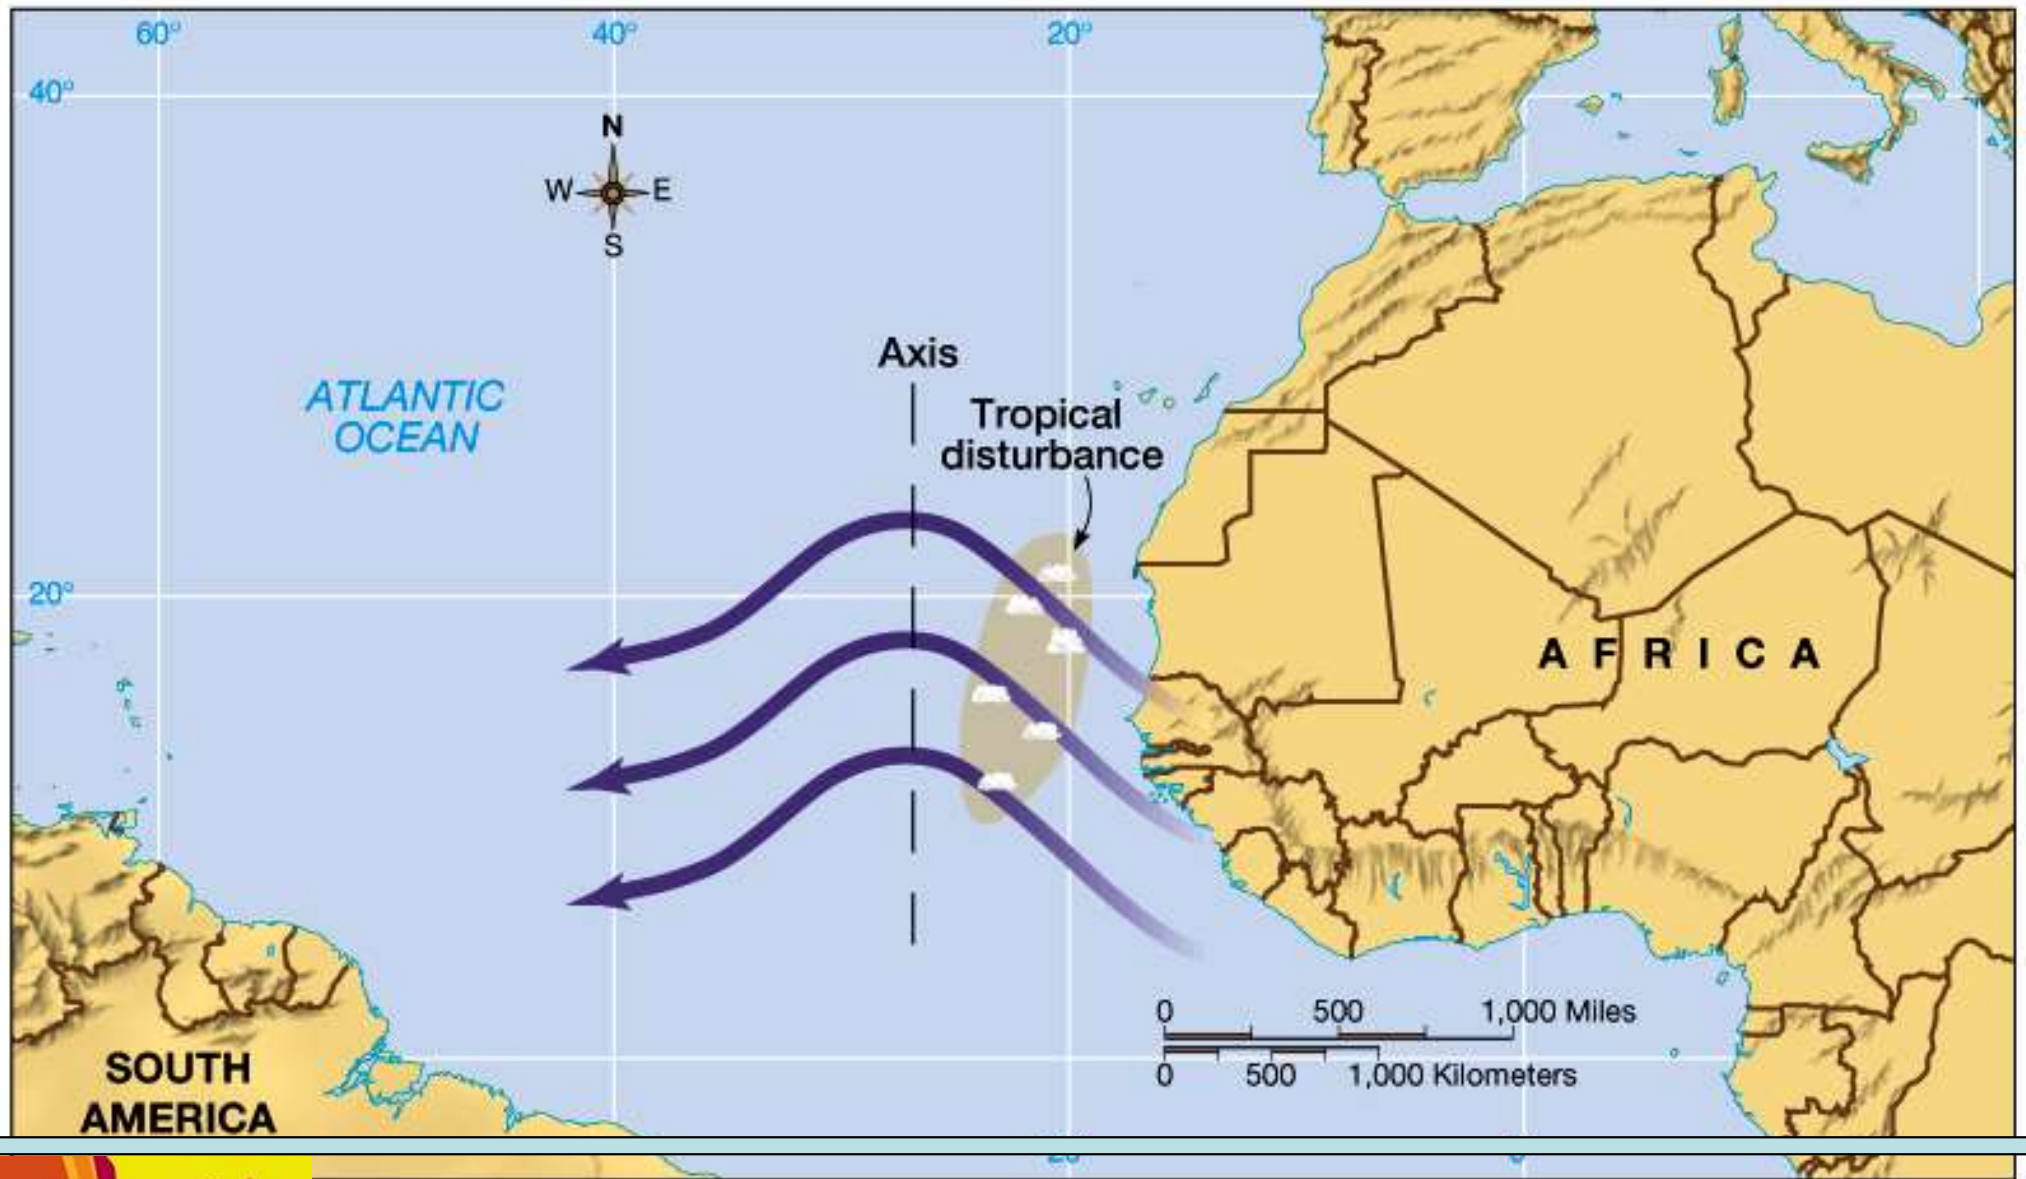 60° 40° 20°
40°
N
W E
S
Axis
ATLANTIC
OCEAN
Tropical
disturbance
20°
A F R I C A
0 500 1,000 Miles
0 500 1,000 Kilometers
SOUTH
AMERICA